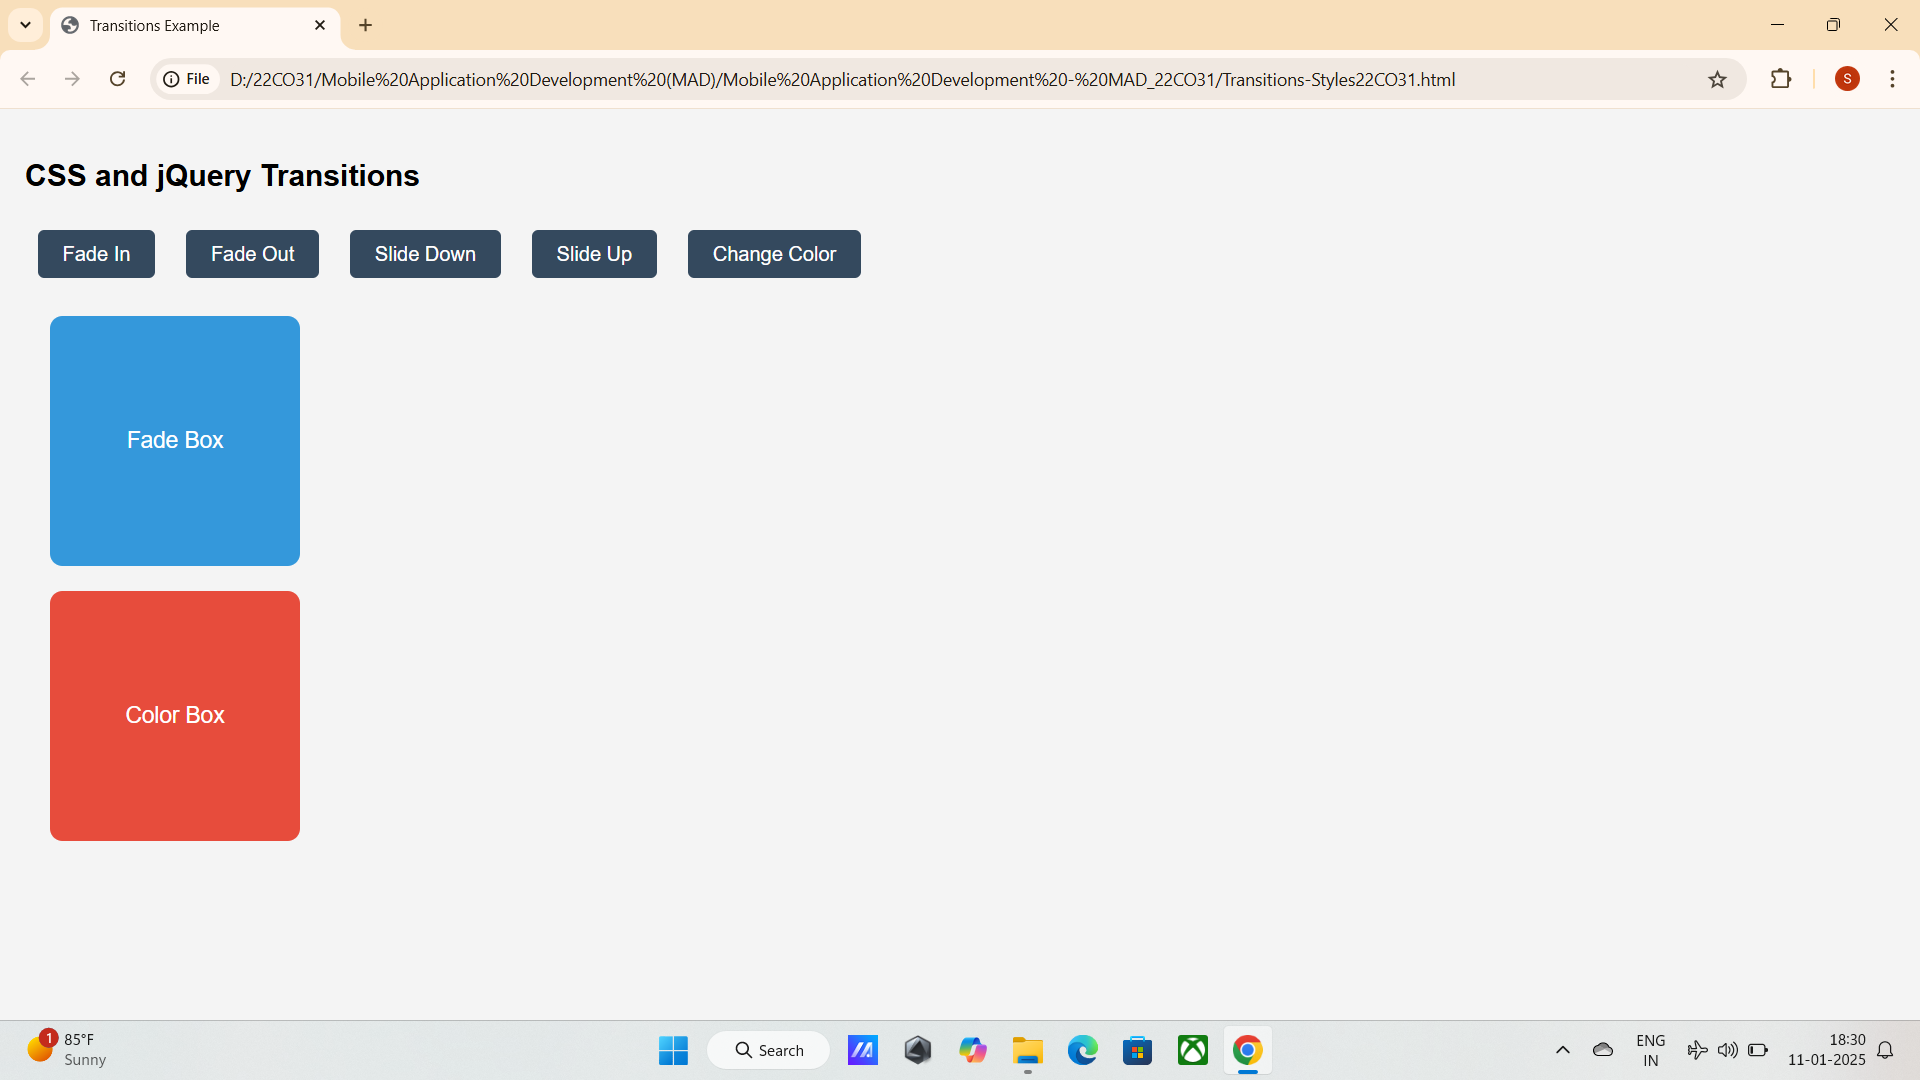 Transitions Example
File
D:/22CO31/Mobile%20Application%20Development%20(MAD)/Mobile%20Application%20Development%20-%20MAD_22CO31/Transitions-Styles22CO31.html
S
CSS and jQuery Transitions
Fade In
Fade Out
Slide Down
Slide Up
Change Color
Fade Box
Color Box
1
85°F
Sunny
Search
ENG
IN
18:30
11-01-2025